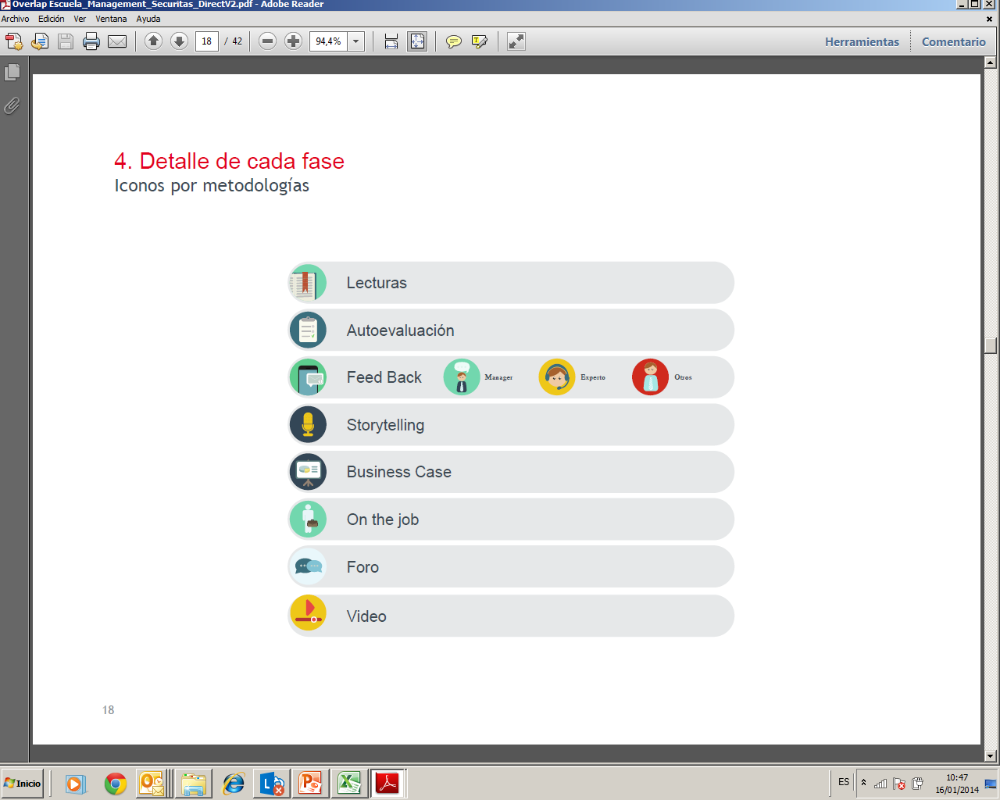 Overlap Escuela_Management_Securitas_DirectV2.pdf - Adobe Reader
Archivo Edición Ver Ventana Ayuda
18 / 42 94,4% Herramientas Comentario
4. Detalle de cada fase
Iconos por metodologías
Lecturas
Autoevaluación
Feed Back Manager Experto Otros
Storytelling
Business Case
On the job
Foro
Video
18
Inicio ES 10:47
16/01/2014